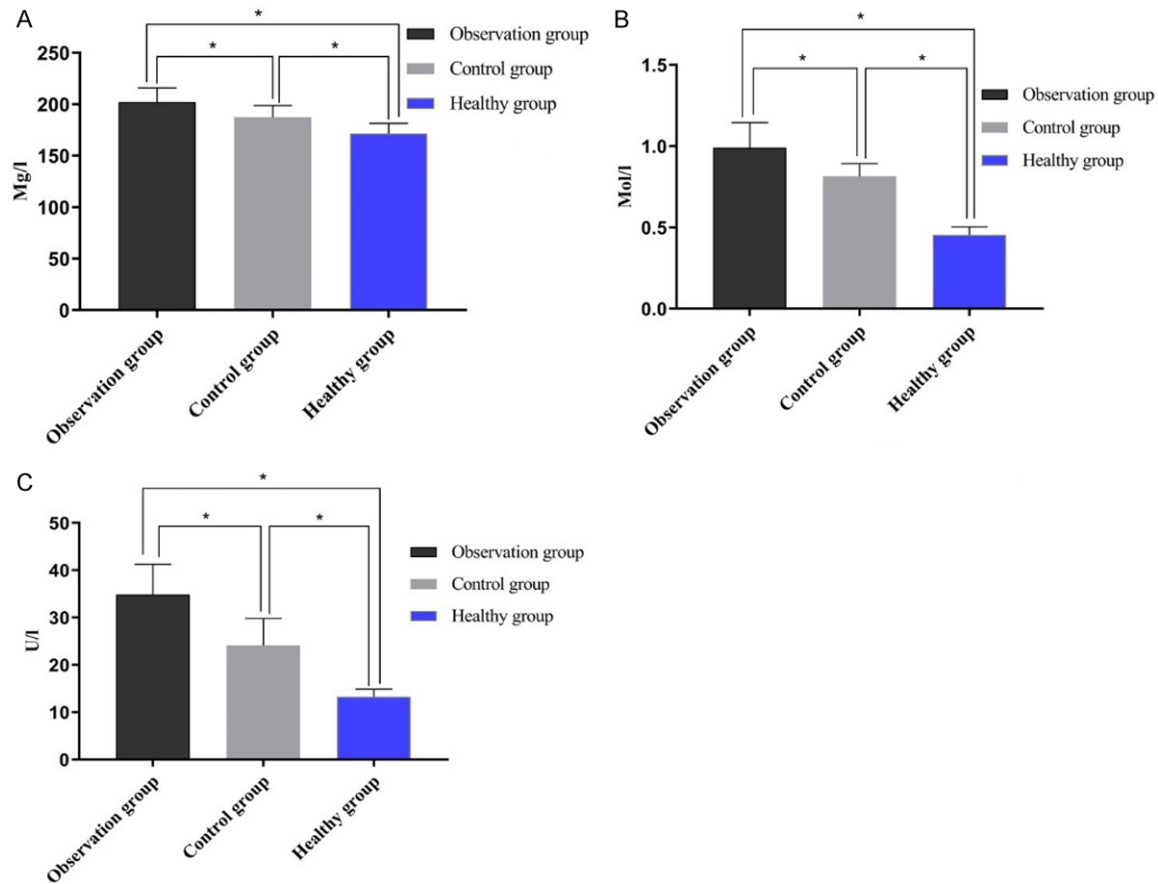 A
*
*
*
250
200
150
100
50
0
Mg/l
Observation group
Control group
Healthy group
Observation group
Control group
Healthy group
B
*
*
*
1.5
1.0
0.5
0.0
Mol/l
Observation group
Control group
Healthy group
Observation group
Control group
Healthy group
C
*
*
*
50
40
30
20
10
0
U/l
Observation group
Control group
Healthy group
Observation group
Control group
Healthy group